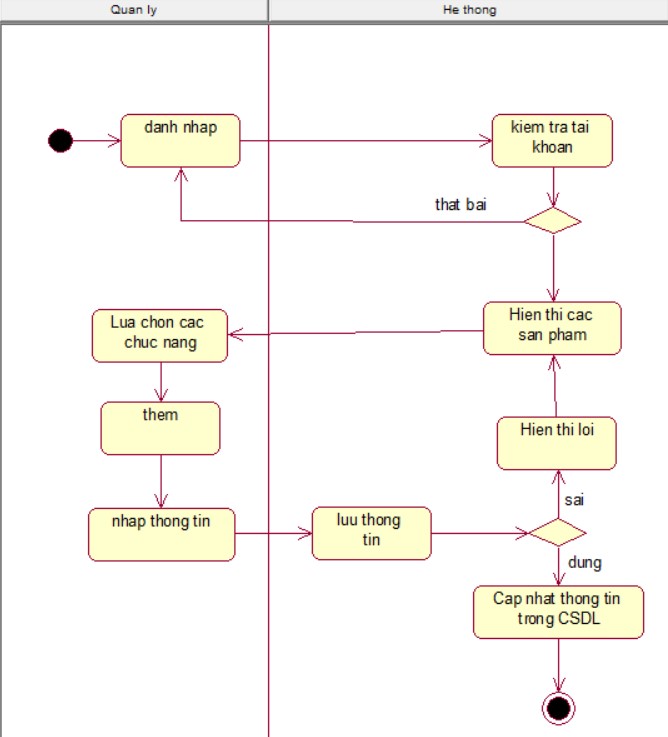 Quan ly
He thong
danh nhap
kiem tra tai
khoan
that bai
Hien thi cac
san pham
Lua chon cac
chuc nang
them
Hien thi loi
sai
nhap thong tin
luu thong
tin
dung
Cap nhat thong tin
trong CSDL